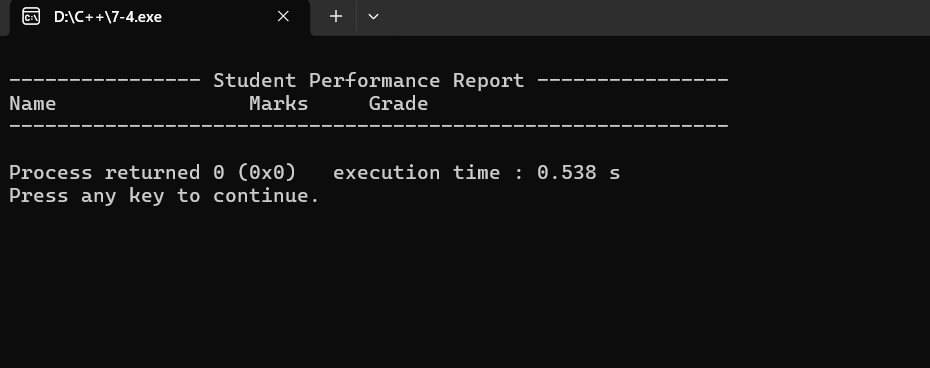 D:\C++\7-4.exe
---------------- Student Performance Report ----------------
Name                Marks     Grade
------------------------------------------------------------
Process returned 0 (0x0)   execution time : 0.538 s
Press any key to continue.